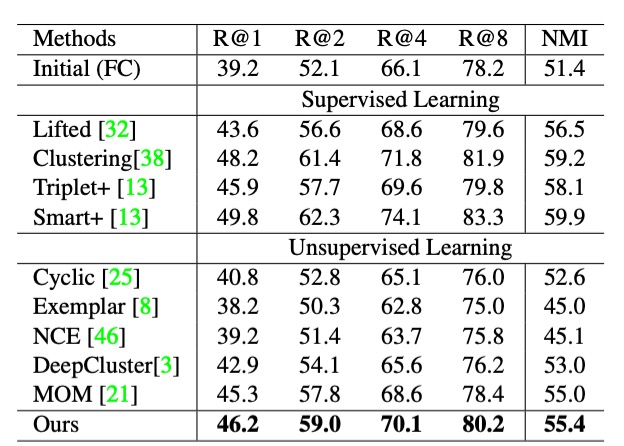 Methods R@1 R@2 R@4 R@8 NMI
Initial (FC) 39.2 52.1 66.1 78.2 51.4
Supervised Learning
Lifted [32] 43.6 56.6 68.6 79.6 56.5
Clustering[38] 48.2 61.4 71.8 81.9 59.2
Triplet+ [13] 45.9 57.7 69.6 79.8 58.1
Smart+ [13] 49.8 62.3 74.1 83.3 59.9
Unsupervised Learning
Cyclic [25] 40.8 52.8 65.1 76.0 52.6
Exemplar [8] 38.2 50.3 62.8 75.0 45.0
NCE [46] 39.2 51.4 63.7 75.8 45.1
DeepCluster[3] 42.9 54.1 65.6 76.2 53.0
MOM [21] 45.3 57.8 68.6 78.4 55.0
Ours 46.2 59.0 70.1 80.2 55.4